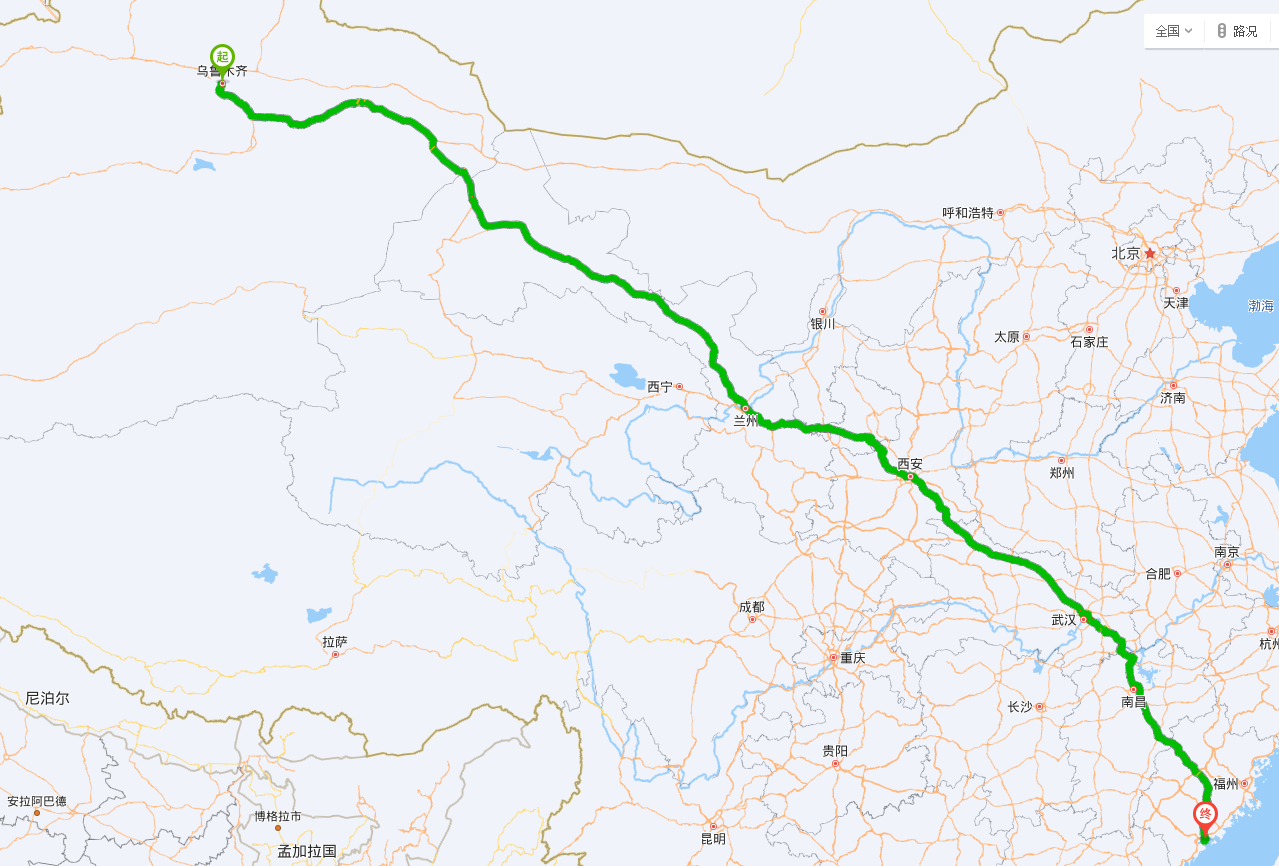 全国
路况
起
乌鲁木齐
呼和浩特
北京
天津
渤海
银川
太原
石家庄
西宁
济南
兰州
西安
郑州
南京
合肥
成都
武汉
拉萨
杭州
重庆
尼泊尔
南昌
长沙
贵阳
福州
安拉阿巴德
博格拉市
终
昆明
孟加拉国